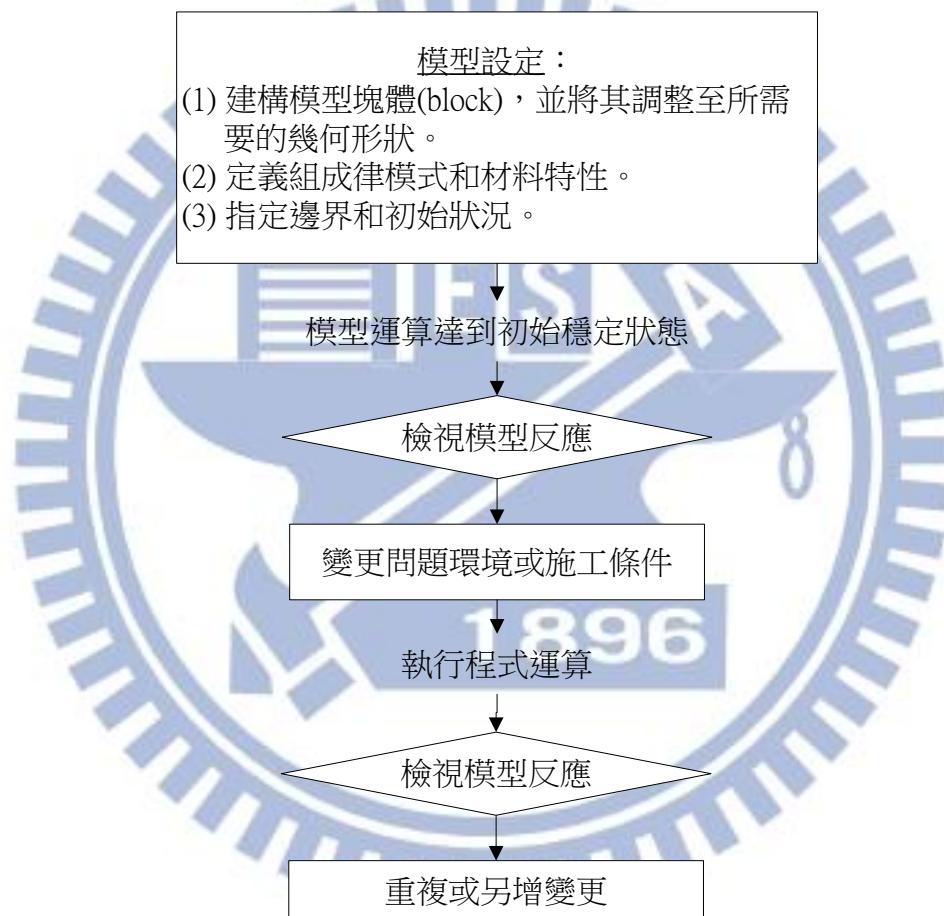 模型設定：
(1) 建構模型塊體(block)，並將其調整至所需
要的幾何形狀。
(2) 定義組成律模式和材料特性。
(3) 指定邊界和初始狀況。
IFSA
模型運算達到初始穩定狀態
檢視模型反應
8
變更問題環境或施工條件
1896
執行程式運算
檢視模型反應
重複或另增變更